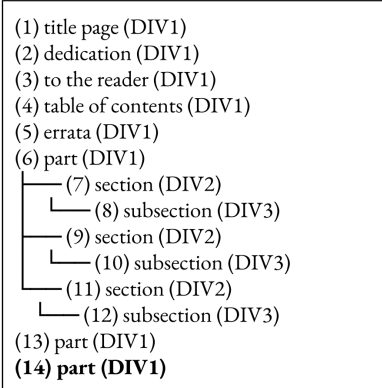 (1) title page (DIV1)
(2) dedication (DIV1)
(3) to the reader (DIV1)
(4) table of contents (DIV1)
(5) errata (DIV1)
(6) part (DIV1)
(7) section (DIV2)
(8) subsection (DIV3)
(9) section (DIV2)
(10) subsection (DIV3)
(11) section (DIV2)
(12) subsection (DIV3)
(13) part (DIV1)
(14) part (DIV1)